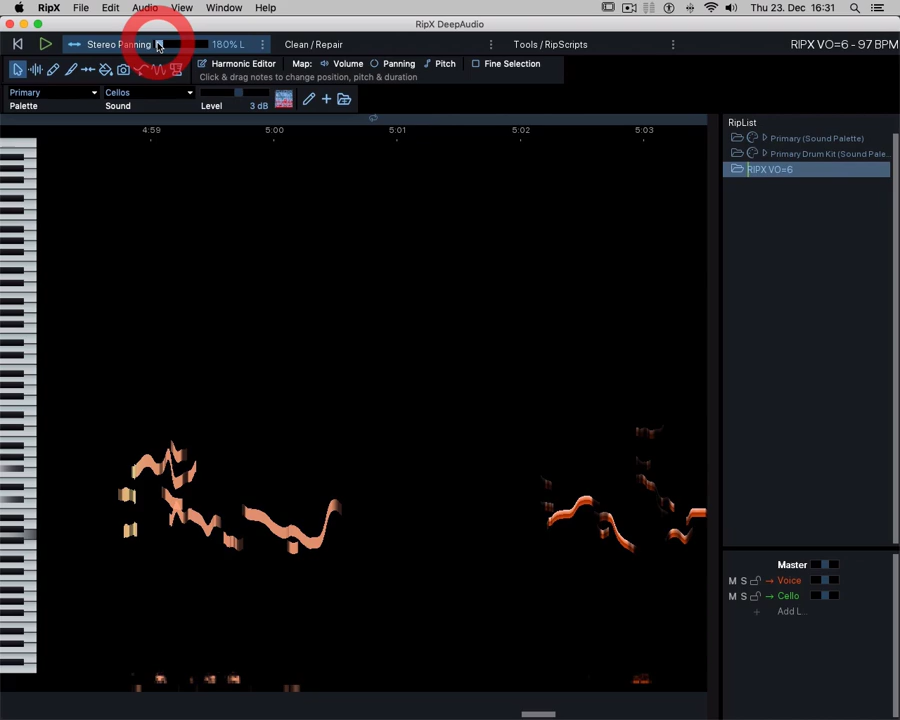 RipX File Edit Audio View Window Help Thu 23. Dec 16:31
RipX DeepAudio
Stereo Panning 180% L Clean / Repair Tools / RipScripts RIPX VO=6 - 97 BPM
Harmonic Editor Map: Volume Panning Pitch Fine Selection
Click & drag notes to change position, pitch & duration
Primary Cellos
Palette Sound Level 3 dB
4:59 5:00 5:01 5:02 5:03
RipList
Primary (Sound Palette)
Primary Drum Kit (Sound Pale...
RIPX VO=6
Master
M S Voice
M S Cello
+ Add L...